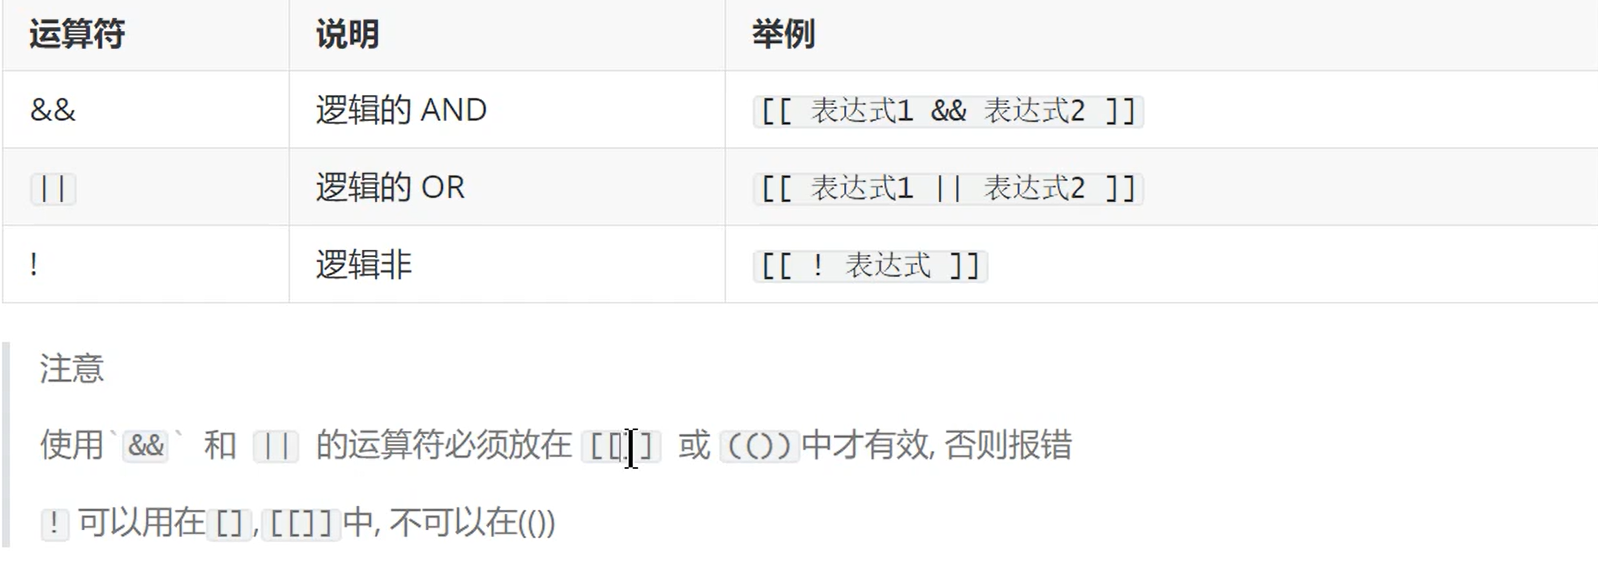 运算符 说明 举例
&& 逻辑的 AND [[ 表达式1 && 表达式2 ]]
|| 逻辑的 OR [[ 表达式1 || 表达式2 ]]
! 逻辑非 [[ ! 表达式 ]]
注意
使用`&&` 和 || 的运算符必须放在 [[]] 或 (())中才有效, 否则报错
! 可以用在[],[[]]中, 不可以在(())